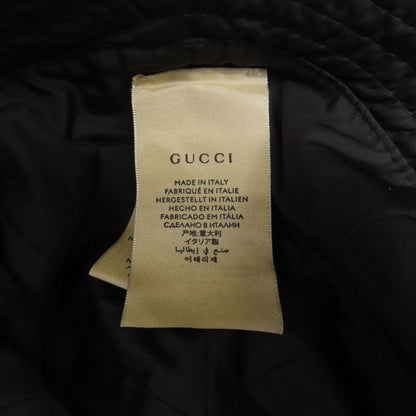 GUCCI
MADE IN ITALY
FABRIQUÉ EN ITALIE
HERGESTELLT IN ITALIEN
HECHO EN ITALIA
FABRICADO EM ITÁLIA
СДЕЛАНО В ИТАЛИИ
产地:意大利
イタリア製
صنع في إيطاليا
이태리제